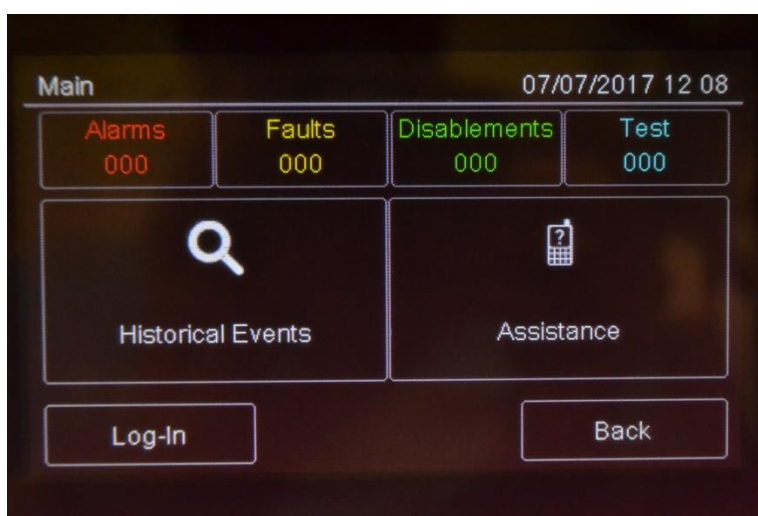 Main 07/07/2017 12 08
Alarms Faults Disablements Test
000 000 000 000
?
Historical Events Assistance
Log-In Back